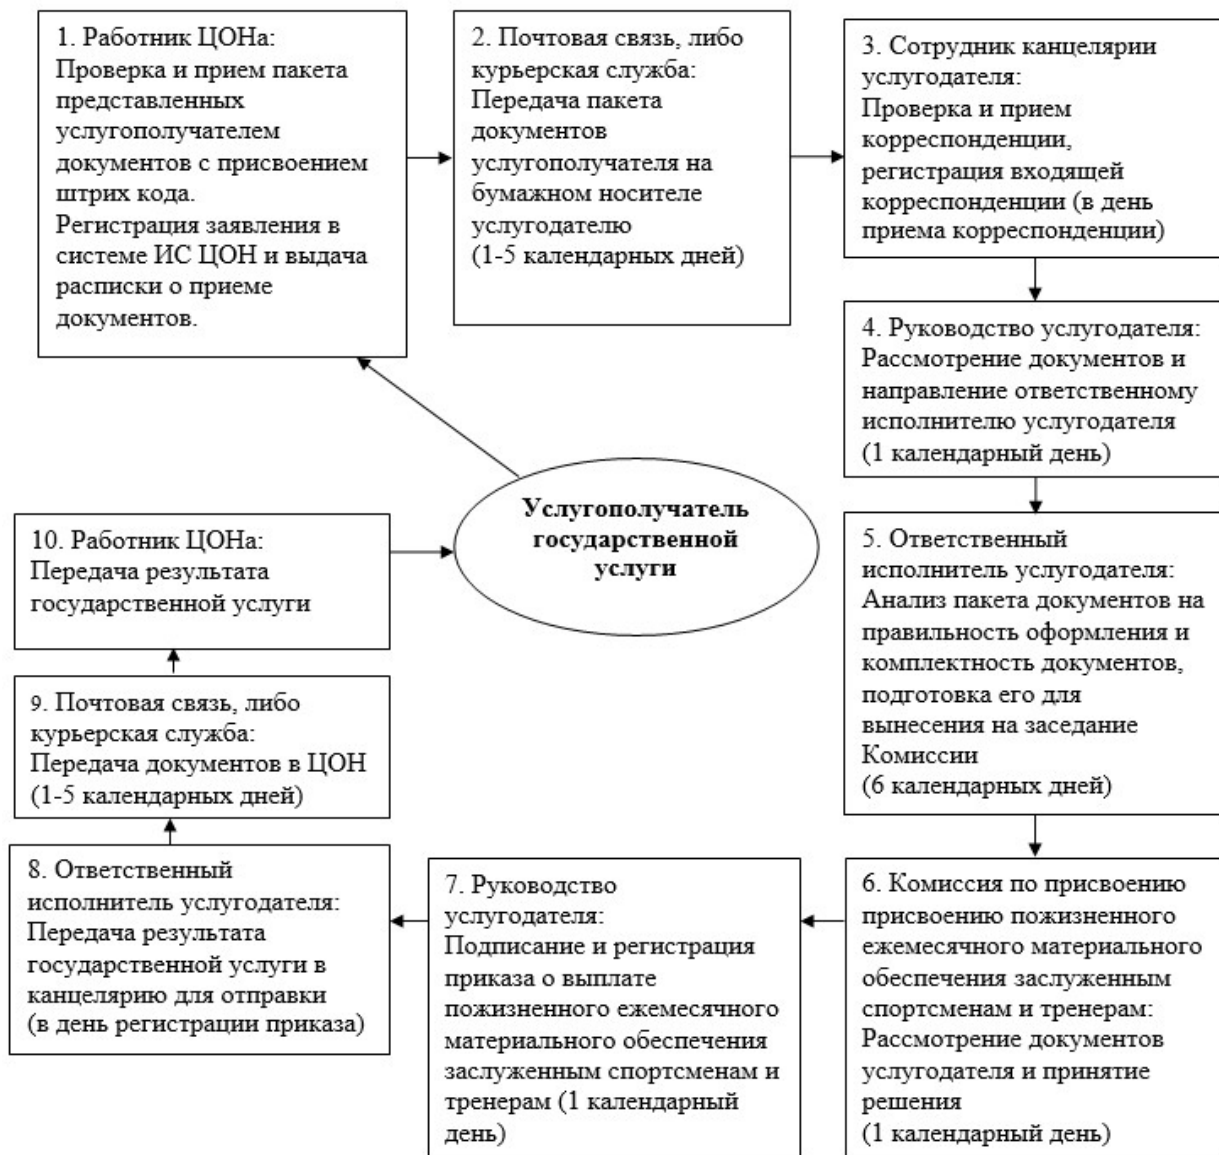 1. Работник ЦОНа:
Проверка и прием пакета
представленных
услугополучателем
документов с присвоением
штрих кода.
Регистрация заявления в
системе ИС ЦОН и выдача
расписки о приеме
документов.
2. Почтовая связь, либо
курьерская служба:
Передача пакета
документов
услугополучателя на
бумажном носителе
услугодателю
(1-5 календарных дней)
3. Сотрудник канцелярии
услугодателя:
Проверка и прием
корреспонденции,
регистрация входящей
корреспонденции (в день
приема корреспонденции)
4. Руководство услугодателя:
Рассмотрение документов и
направление ответственному
исполнителю услугодателя
(1 календарный день)
5. Ответственный
исполнитель услугодателя:
Анализ пакета документов на
правильность оформления и
комплектность документов,
подготовка его для
вынесения на заседание
Комиссии
(6 календарных дней)
6. Комиссия по присвоению
присвоению пожизненного
ежемесячного материального
обеспечения заслуженным
спортсменам и тренерам:
Рассмотрение документов
услугодателя и принятие
решения
(1 календарный день)
7. Руководство
услугодателя:
Подписание и регистрация
приказа о выплате
пожизненного ежемесячного
материального обеспечения
заслуженным спортсменам и
тренерам (1 календарный
день)
8. Ответственный
исполнитель услугодателя:
Передача результата
государственной услуги в
канцелярию для отправки
(в день регистрации приказа)
9. Почтовая связь, либо
курьерская служба:
Передача документов в ЦОН
(1-5 календарных дней)
10. Работник ЦОНа:
Передача результата
государственной услуги
Услугополучатель
государственной
услуги